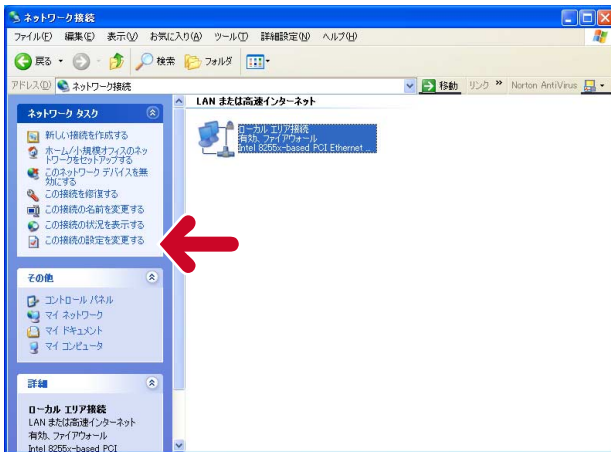 ネットワーク接続
ファイル(F) 編集(E) 表示(V) お気に入り(A) ツール(T) 詳細設定(N) ヘルプ(H)
戻る 検索 フォルダ
アドレス(D) ネットワーク接続 移動 リンク » Norton AntiVirus
ネットワーク タスク
新しい接続を作成する
ホーム/小規模オフィスのネッ
トワークをセットアップする
このネットワーク デバイスを無
効にする
この接続を修復する
この接続の名前を変更する
この接続の状況を表示する
この接続の設定を変更する
その他
コントロール パネル
マイ ネットワーク
マイ ドキュメント
マイ コンピュータ
詳細
ローカル エリア接続
LAN または高速インターネット
有効、ファイアウォール
Intel 8255x-based PCI
LAN または高速インターネット
ローカル エリア接続
有効、ファイアウォール
Intel 8255x-based PCI Ethernet ...